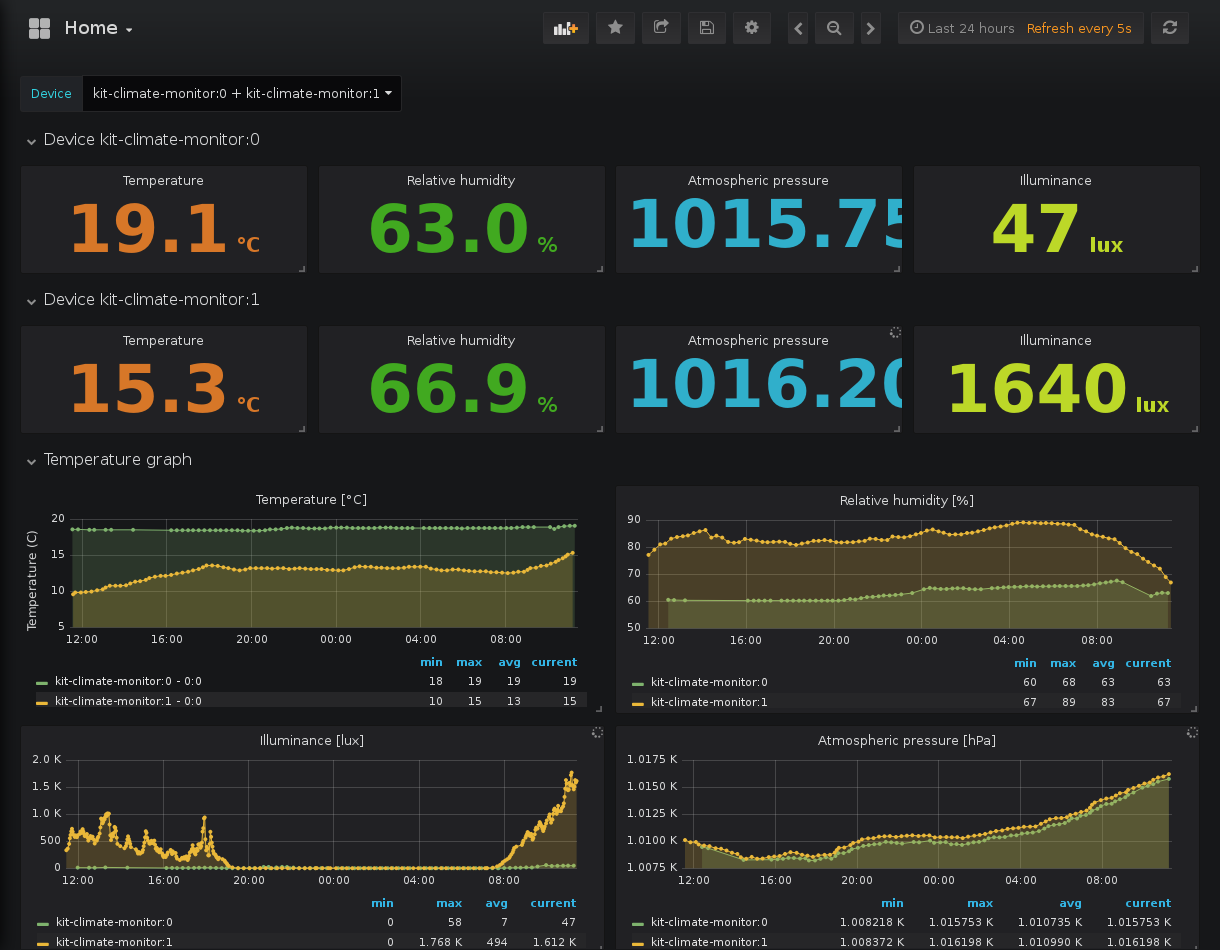 Home
Last 24 hours Refresh every 5s
Device kit-climate-monitor:0 + kit-climate-monitor:1
Device kit-climate-monitor:0
Temperature Relative humidity Atmospheric pressure Illuminance
19.1 °C 63.0 % 1015.75 47 lux
Device kit-climate-monitor:1
Temperature Relative humidity Atmospheric pressure Illuminance
15.3 °C 66.9 % 1016.20 1640 lux
Temperature graph
Temperature [°C]
Temperature (C)
20
15
10
5
12:00 16:00 20:00 00:00 04:00 08:00
min max avg current
kit-climate-monitor:0 - 0:0 18 19 19 19
kit-climate-monitor:1 - 0:0 10 15 13 15
Relative humidity [%]
90
80
70
60
50
12:00 16:00 20:00 00:00 04:00 08:00
min max avg current
kit-climate-monitor:0 60 68 63 63
kit-climate-monitor:1 67 89 83 67
Illuminance [lux]
2.0 K
1.5 K
1.0 K
500
0
12:00 16:00 20:00 00:00 04:00 08:00
min max avg current
kit-climate-monitor:0 0 58 7 47
kit-climate-monitor:1 0 1.768 K 494 1.612 K
Atmospheric pressure [hPa]
1.0175 K
1.0150 K
1.0125 K
1.0100 K
1.0075 K
12:00 16:00 20:00 00:00 04:00 08:00
min max avg current
kit-climate-monitor:0 1.008218 K 1.015753 K 1.010735 K 1.015753 K
kit-climate-monitor:1 1.008372 K 1.016198 K 1.010990 K 1.016198 K